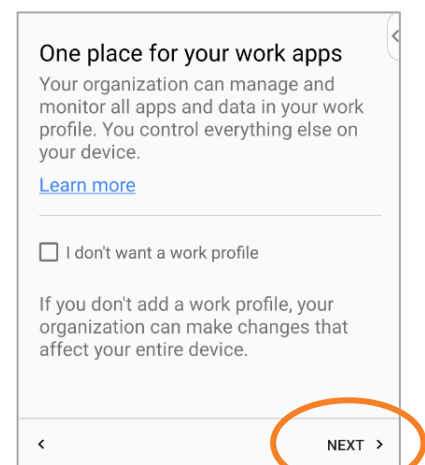 One place for your work apps
Your organization can manage and
monitor all apps and data in your work
profile. You control everything else on
your device.
Learn more
I don't want a work profile
If you don't add a work profile, your
organization can make changes that
affect your entire device.
NEXT